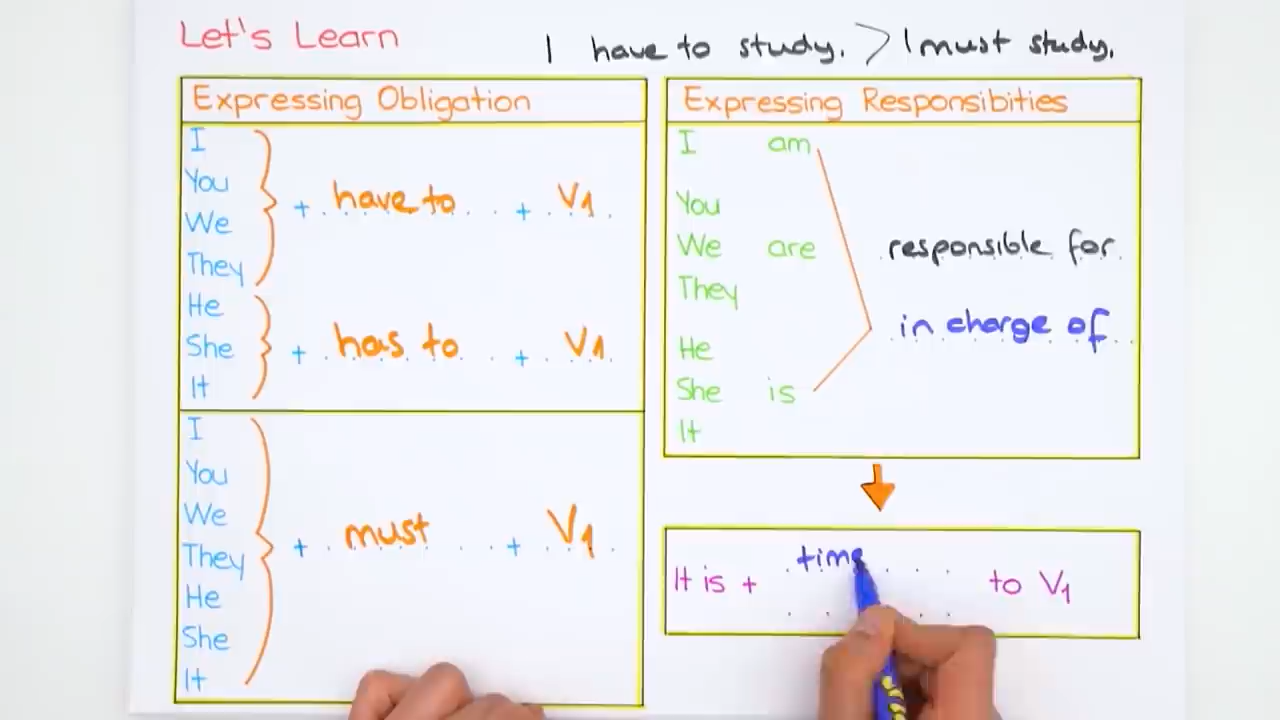 Let's Learn
I have to study. > I must study.
Expressing Obligation
I
You
We
They
+ have to + V1
He
She
It
+ has to + V1
I
You
We
They
He
She
It
+ must + V1
Expressing Responsibities
I am
You
We are
They
He
She is
It
responsible for
in charge of
It is + time to V1